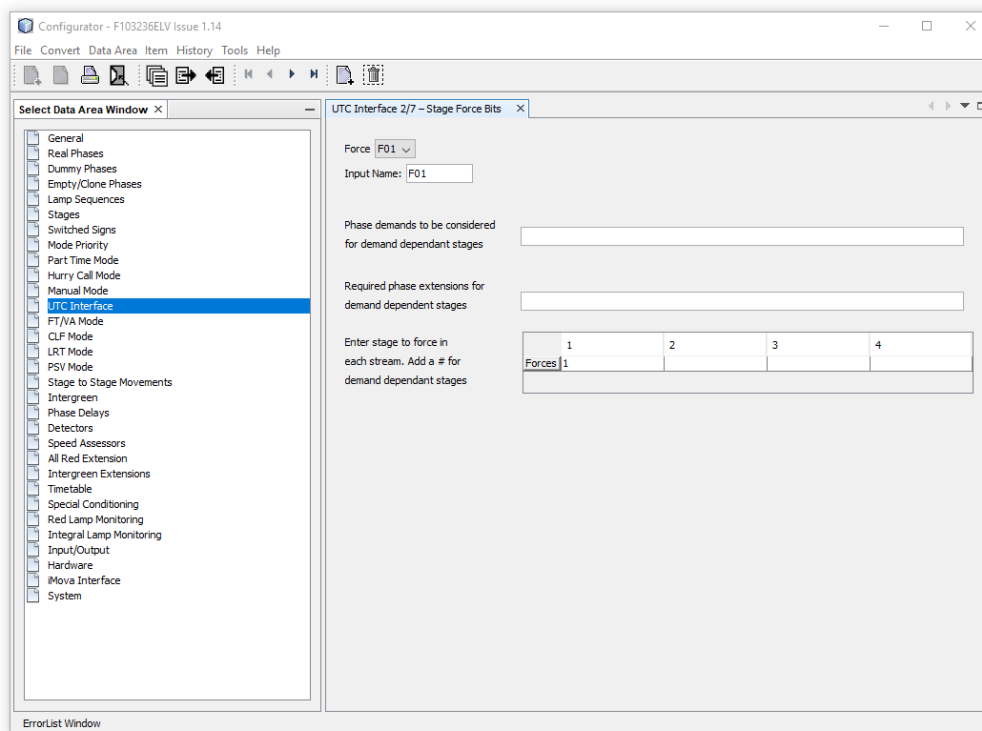 Configurator - F103236ELV Issue 1.14
File Convert Data Area Item History Tools Help
Select Data Area Window
General
Real Phases
Dummy Phases
Empty/Clone Phases
Lamp Sequences
Stages
Switched Signs
Mode Priority
Part Time Mode
Hurry Call Mode
Manual Mode
UTC Interface
FT/VA Mode
CLF Mode
LRT Mode
PSV Mode
Stage to Stage Movements
Intergreen
Phase Delays
Detectors
Speed Assessors
All Red Extension
Intergreen Extensions
Timetable
Special Conditioning
Red Lamp Monitoring
Integral Lamp Monitoring
Input/Output
Hardware
iMova Interface
System
UTC Interface 2/7 – Stage Force Bits
Force F01
Input Name: F01
Phase demands to be considered
for demand dependant stages
Required phase extensions for
demand dependent stages
Enter stage to force in
each stream. Add a # for
demand dependant stages
1 2 3 4
Forces 1
ErrorList Window